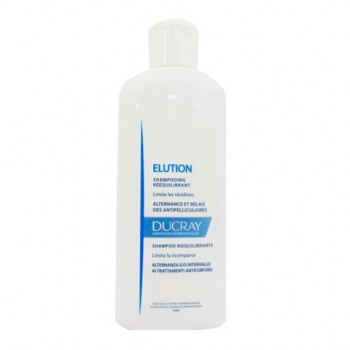 ELUTION
SHAMPOOING
RÉÉQUILIBRANT
Limite les récidives
ALTERNANCE ET RELAIS
DES ANTIPELLICULAIRES
DUCRAY
SHAMPOO RIEQUILIBRANTE
Limita la ricomparsa
ALTERNANZA E/O INTERVALLO
AI TRATTAMENTI ANTIFORFORA